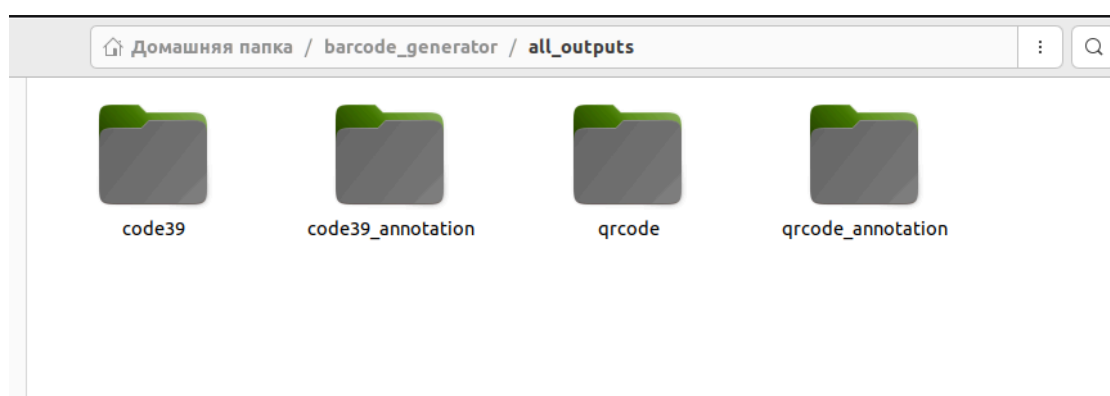 Домашняя папка / barcode_generator / all_outputs
code39 code39_annotation qrcode qrcode_annotation